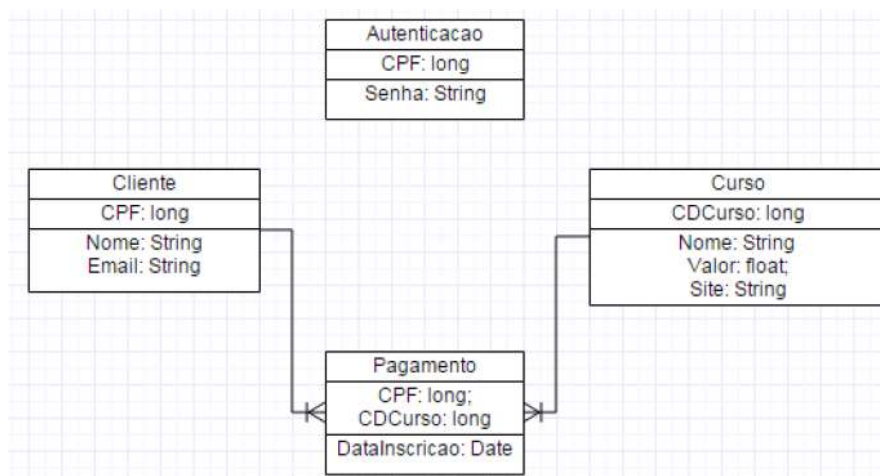 Autenticacao
CPF: long
Senha: String
Cliente
CPF: long
Nome: String
Email: String
Curso
CDCurso: long
Nome: String
Valor: float;
Site: String
Pagamento
CPF: long;
CDCurso: long
DataInscricao: Date